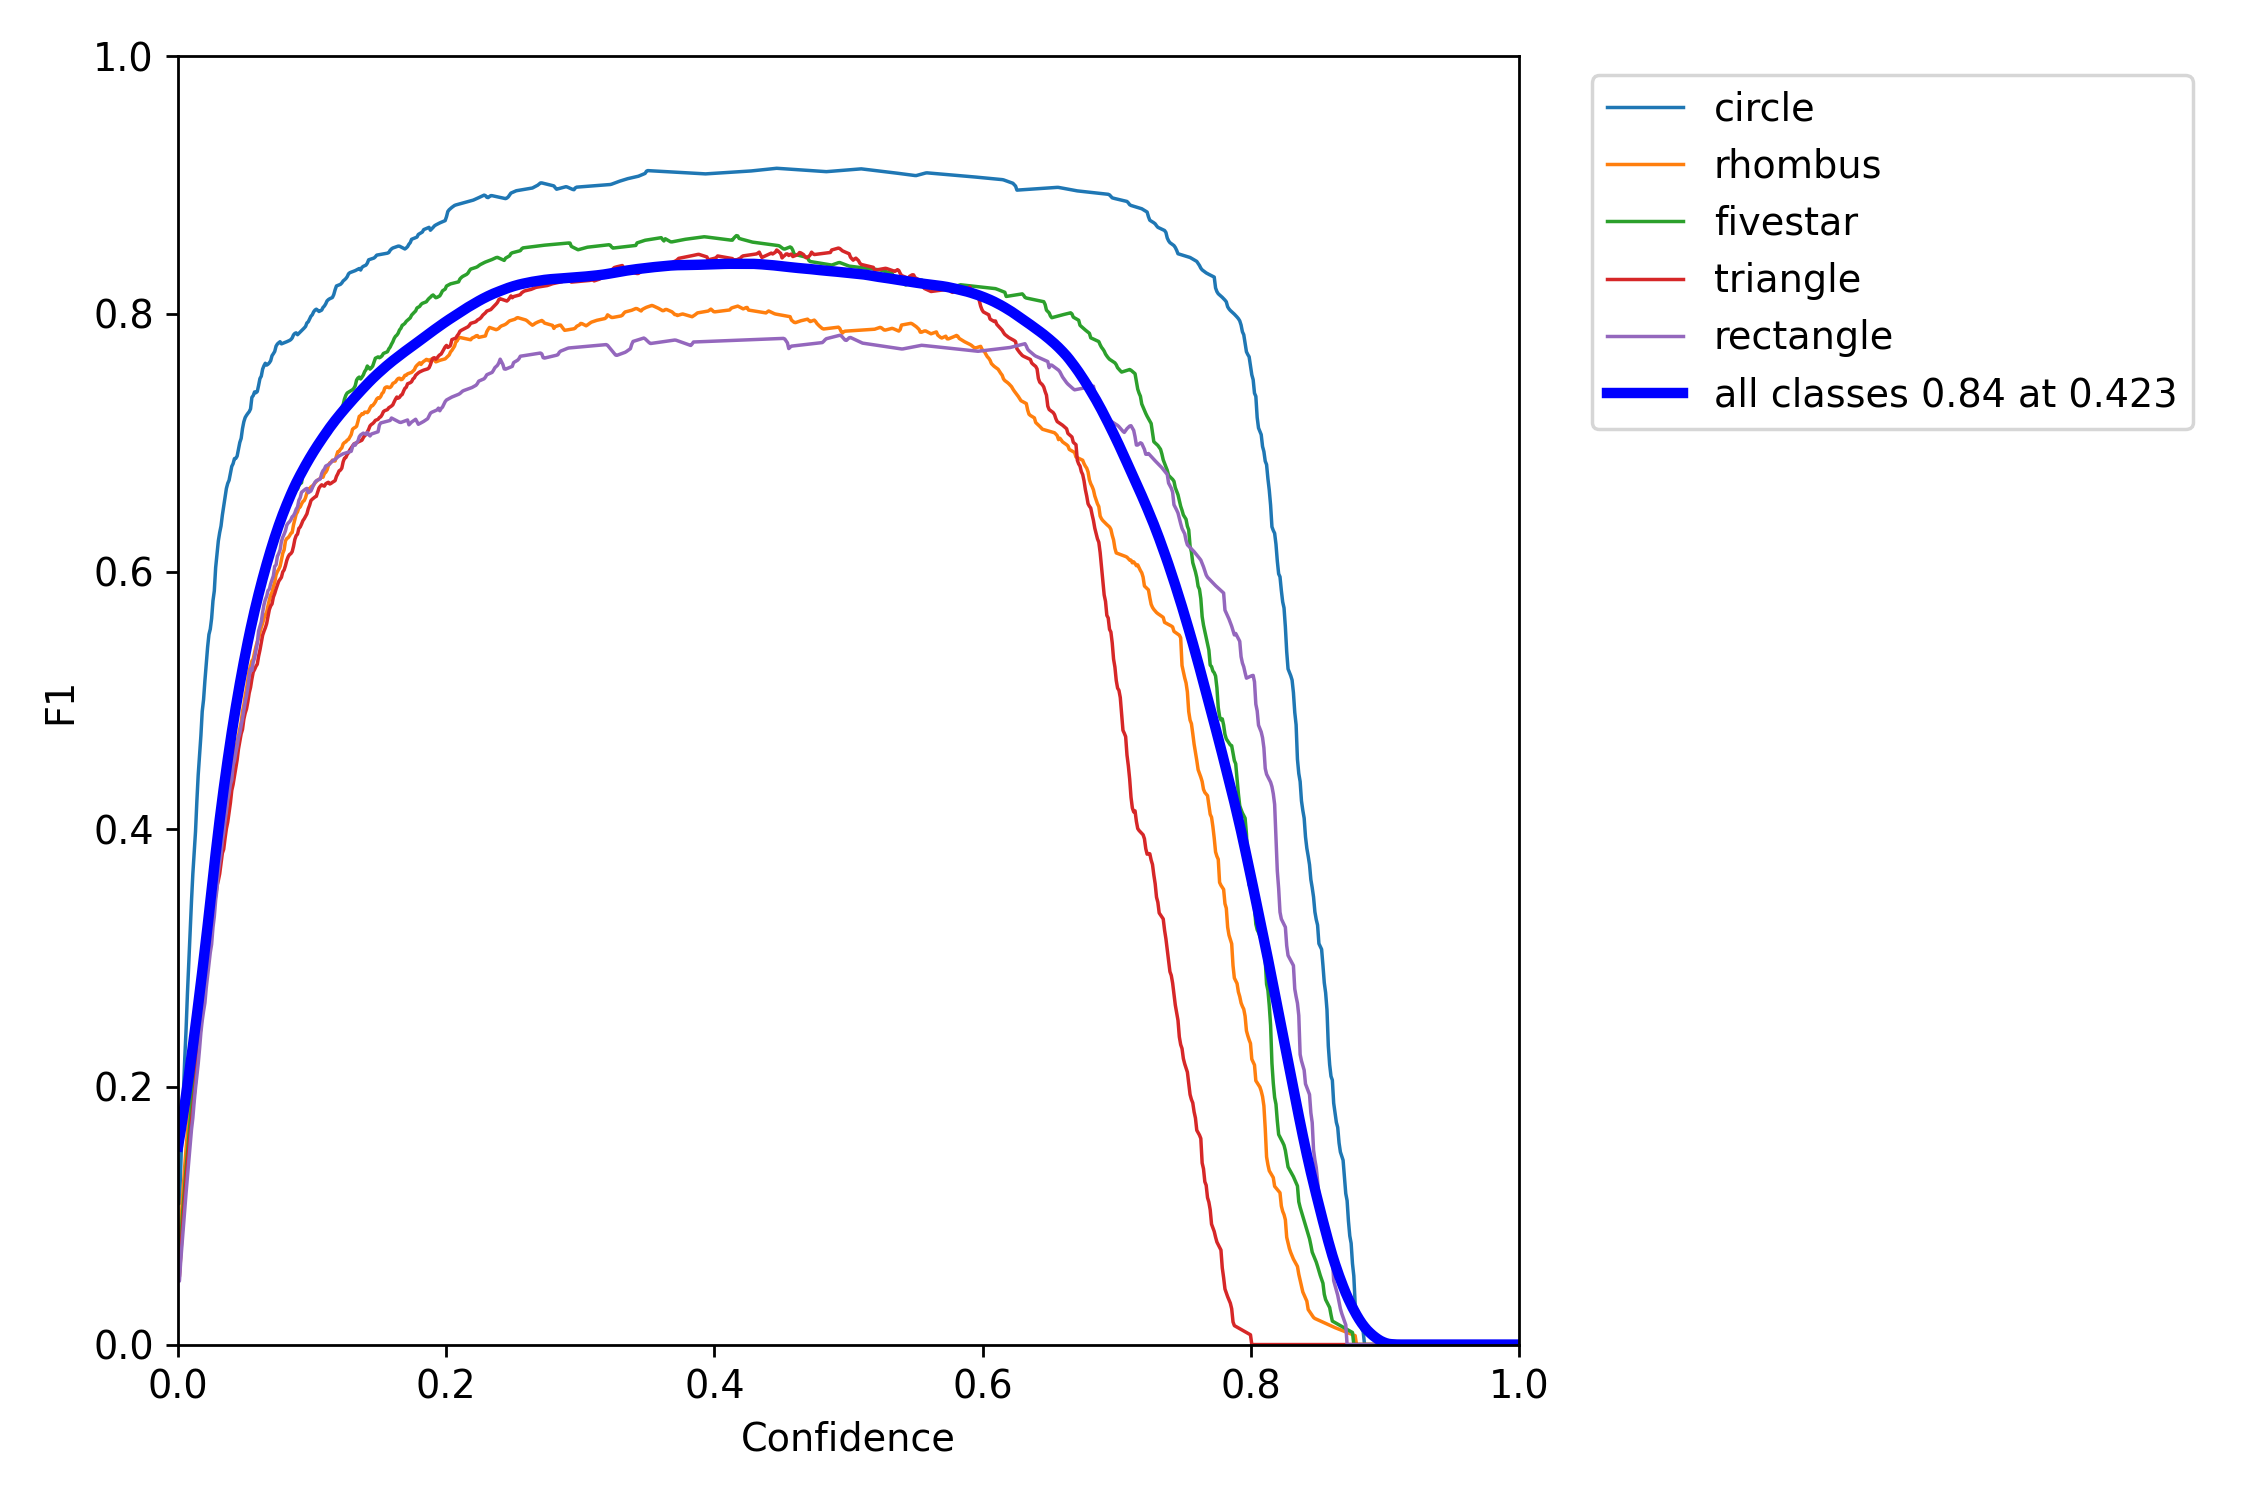 1.0
0.8
0.6
0.4
0.2
0.0
F1
0.0 0.2 0.4 0.6 0.8 1.0
Confidence
circle
rhombus
fivestar
triangle
rectangle
all classes 0.84 at 0.423